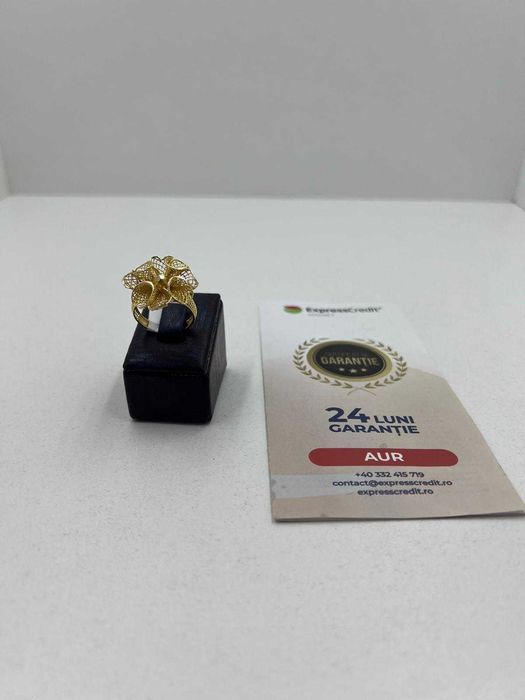 ExpressCredit®
GARANȚIE
24 LUNI
GARANȚIE
AUR
+40 332 415 719
contact@expresscredit.ro
expresscredit.ro